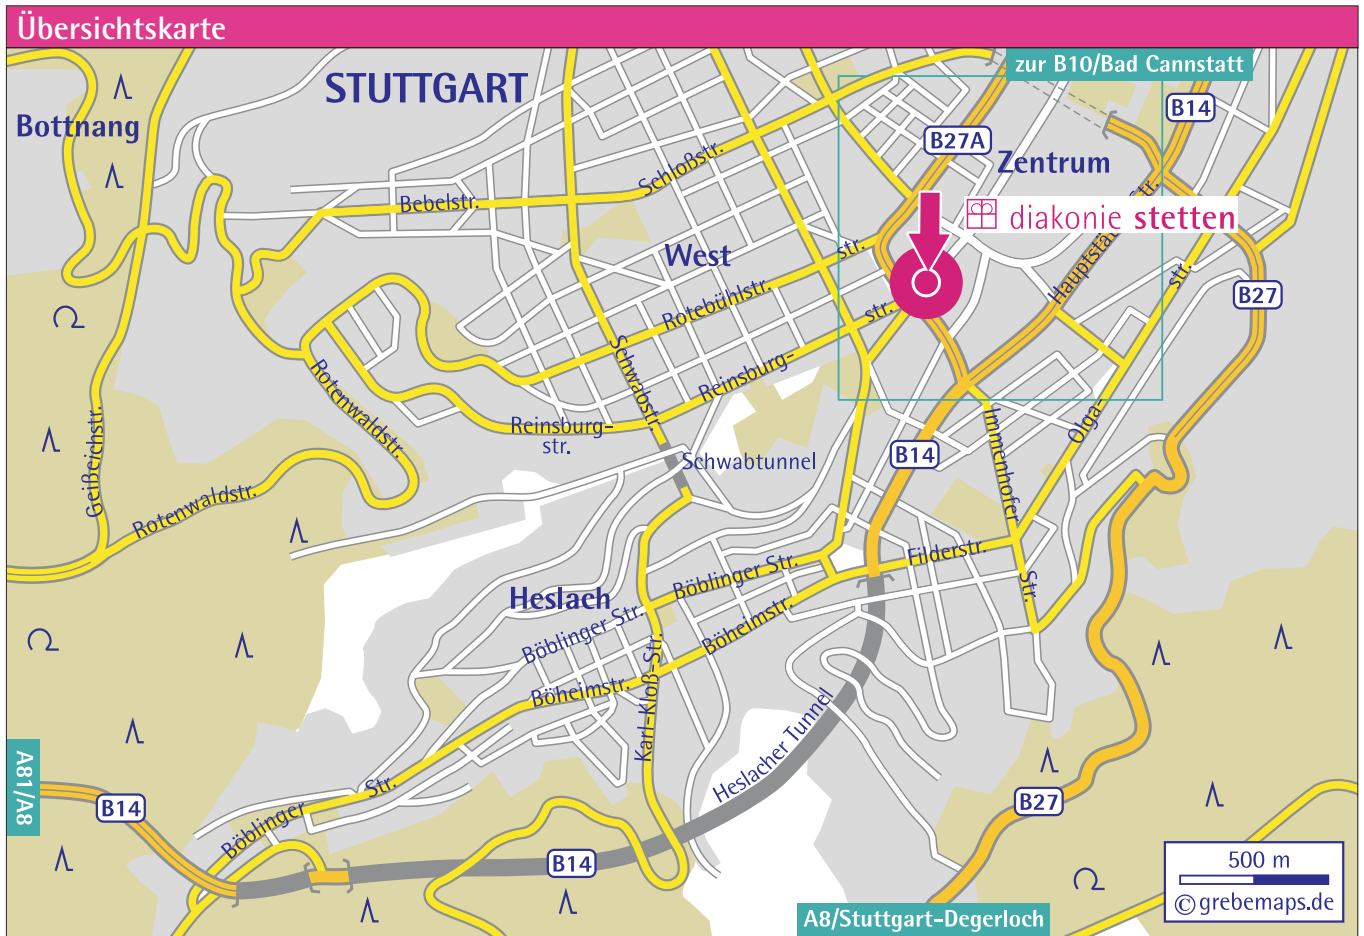 Übersichtskarte
zur B10/Bad Cannstatt
STUTTGART
B14
Bottnang
B27A
Zentrum
Schloßstr.
Str.
Bebelstr.
diakonie stetten
Hauptstä
West
str.
str.
B27
Rotebühlstr.
str.
Schwabstr.
Reinsburg-
Rotenwaldstr.
Geißeichstr.
Reinsburg-
str.
Olga-
Immenhofer
B14
Schwabtunnel
Rotenwaldstr.
Filderstr.
Böblinger Str.
Str.
Heslach
Böblinger Str.
Böheimstr.
Böheimstr.
Karl-Kloß-Str.
Heslacher Tunnel
A81/A8
B14
Str.
Böblinger
B27
B14
500 m
© grebemaps.de
A8/Stuttgart-Degerloch